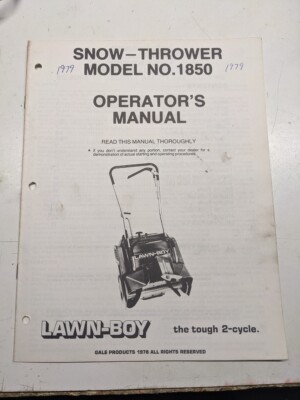 SNOW-THROWER
1979 MODEL NO.1850 1979
OPERATOR'S
MANUAL
READ THIS MANUAL THOROUGHLY
• If you don't understand any portion, contact your dealer for a
demonstration of actual starting and operating procedures.
LAWN-BOY
LAWN-BOY the tough 2-cycle.
GALE PRODUCTS 1978 ALL RIGHTS RESERVED